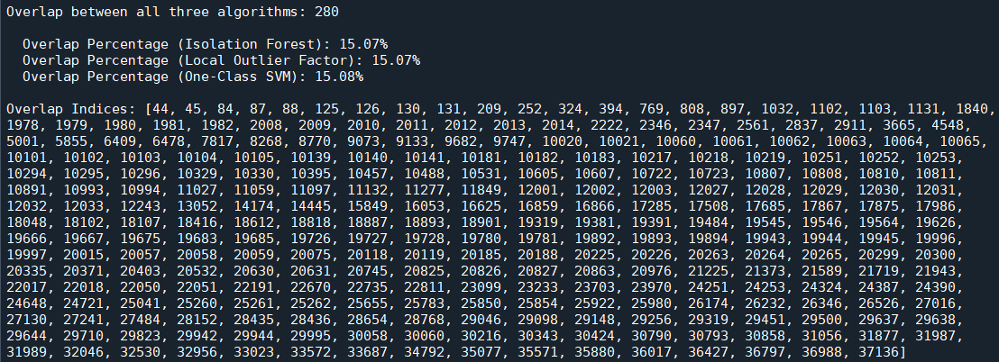 Overlap between all three algorithms: 280
Overlap Percentage (Isolation Forest): 15.07%
Overlap Percentage (Local Outlier Factor): 15.07%
Overlap Percentage (One-Class SVM): 15.08%
Overlap Indices: [44, 45, 84, 87, 88, 125, 126, 130, 131, 209, 252, 324, 394, 769, 808, 897, 1032, 1102, 1103, 1131, 1840,
1978, 1979, 1980, 1981, 1982, 2008, 2009, 2010, 2011, 2012, 2013, 2014, 2222, 2346, 2347, 2561, 2837, 2911, 3665, 4548,
5001, 5855, 6409, 6478, 7817, 8268, 8770, 9073, 9133, 9682, 9747, 10020, 10021, 10060, 10061, 10062, 10063, 10064, 10065,
10101, 10102, 10103, 10104, 10105, 10139, 10140, 10141, 10181, 10182, 10183, 10217, 10218, 10219, 10251, 10252, 10253,
10294, 10295, 10296, 10329, 10330, 10395, 10457, 10488, 10531, 10605, 10607, 10722, 10723, 10807, 10808, 10810, 10811,
10891, 10993, 10994, 11027, 11059, 11097, 11132, 11277, 11849, 12001, 12002, 12003, 12027, 12028, 12029, 12030, 12031,
12032, 12033, 12243, 13052, 14174, 14445, 15849, 16053, 16625, 16859, 16866, 17285, 17508, 17685, 17867, 17875, 17986,
18048, 18102, 18107, 18416, 18612, 18818, 18887, 18893, 18901, 19319, 19381, 19391, 19484, 19545, 19546, 19564, 19626,
19666, 19667, 19675, 19683, 19685, 19726, 19727, 19728, 19780, 19781, 19892, 19893, 19894, 19943, 19944, 19945, 19996,
19997, 20015, 20057, 20058, 20059, 20075, 20118, 20119, 20185, 20188, 20225, 20226, 20263, 20264, 20265, 20299, 20300,
20335, 20371, 20403, 20532, 20630, 20631, 20745, 20825, 20826, 20827, 20863, 20976, 21225, 21373, 21589, 21719, 21943,
22017, 22018, 22050, 22051, 22191, 22670, 22735, 22811, 23099, 23233, 23703, 23970, 24251, 24253, 24324, 24387, 24390,
24648, 24721, 25041, 25260, 25261, 25262, 25655, 25783, 25850, 25854, 25922, 25980, 26174, 26232, 26346, 26526, 27016,
27130, 27241, 27484, 28152, 28435, 28436, 28654, 28768, 29046, 29098, 29148, 29256, 29319, 29451, 29500, 29637, 29638,
29644, 29710, 29823, 29942, 29944, 29995, 30058, 30060, 30216, 30343, 30424, 30790, 30793, 30858, 31056, 31877, 31987,
31989, 32046, 32530, 32956, 33023, 33572, 33687, 34792, 35077, 35571, 35880, 36017, 36427, 36797, 36988, 37136]